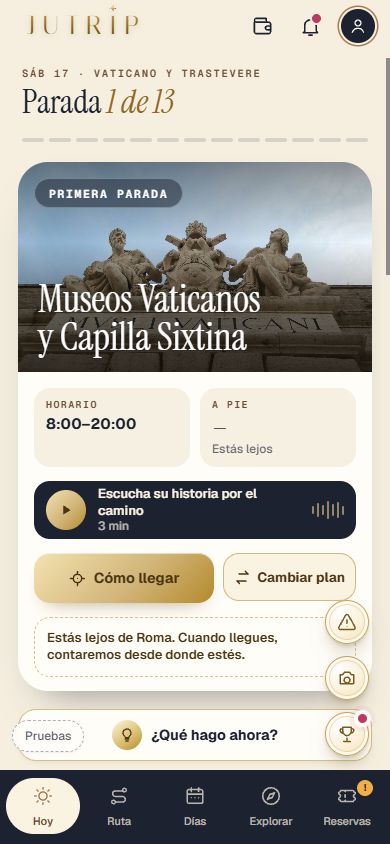 JUTRIP
SÁB 17 · VATICANO Y TRASTEVERE
Parada 1 de 13
PRIMERA PARADA
Museos Vaticanos
y Capilla Sixtina
HORARIO
8:00–20:00
A PIE
—
Estás lejos
Escucha su historia por el
camino
3 min
Cómo llegar
Cambiar plan
Estás lejos de Roma. Cuando llegues,
contaremos desde donde estés.
Pruebas
¿Qué hago ahora?
Hoy
Ruta
Días
Explorar
!
Reservas